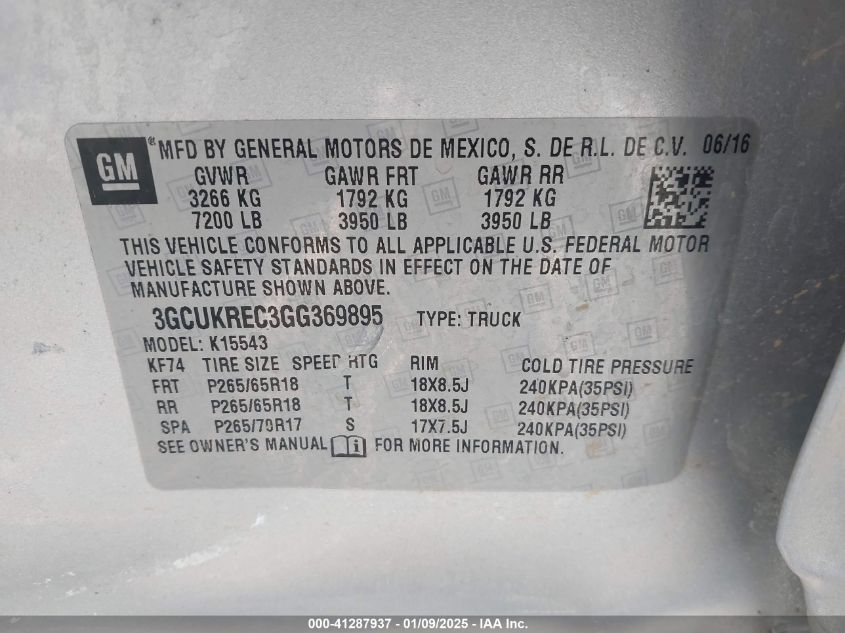 GM
® MFD BY GENERAL MOTORS DE MEXICO, S. DE R.L. DE C.V. 06/16
GVWR GAWR FRT GAWR RR
3266 KG 1792 KG 1792 KG
7200 LB 3950 LB 3950 LB
THIS VEHICLE CONFORMS TO ALL APPLICABLE U.S. FEDERAL MOTOR
VEHICLE SAFETY STANDARDS IN EFFECT ON THE DATE OF
MANUFACTURE SHOWN ABOVE.
3GCUKREC3GG369895 TYPE: TRUCK
MODEL: K15543
KF74 TIRE SIZE SPEED RTG RIM COLD TIRE PRESSURE
FRT P265/65R18 T 18X8.5J 240KPA(35PSI)
RR P265/65R18 T 18X8.5J 240KPA(35PSI)
SPA P265/70R17 S 17X7.5J 240KPA(35PSI)
SEE OWNER'S MANUAL i FOR MORE INFORMATION.
000-41287937 - 01/09/2025 - IAA Inc.